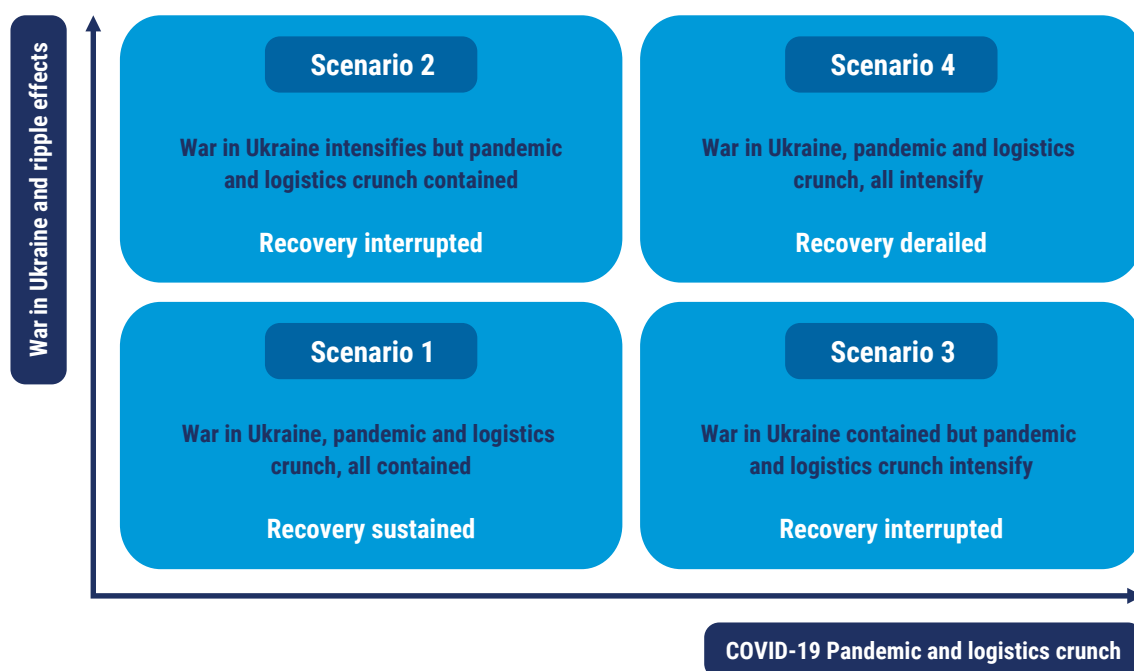 War in Ukraine and ripple effects
Scenario 2
War in Ukraine intensifies but pandemic
and logistics crunch contained
Recovery interrupted
Scenario 4
War in Ukraine, pandemic and logistics
crunch, all intensify
Recovery derailed
Scenario 1
War in Ukraine, pandemic and logistics
crunch, all contained
Recovery sustained
Scenario 3
War in Ukraine contained but pandemic
and logistics crunch intensify
Recovery interrupted
COVID-19 Pandemic and logistics crunch